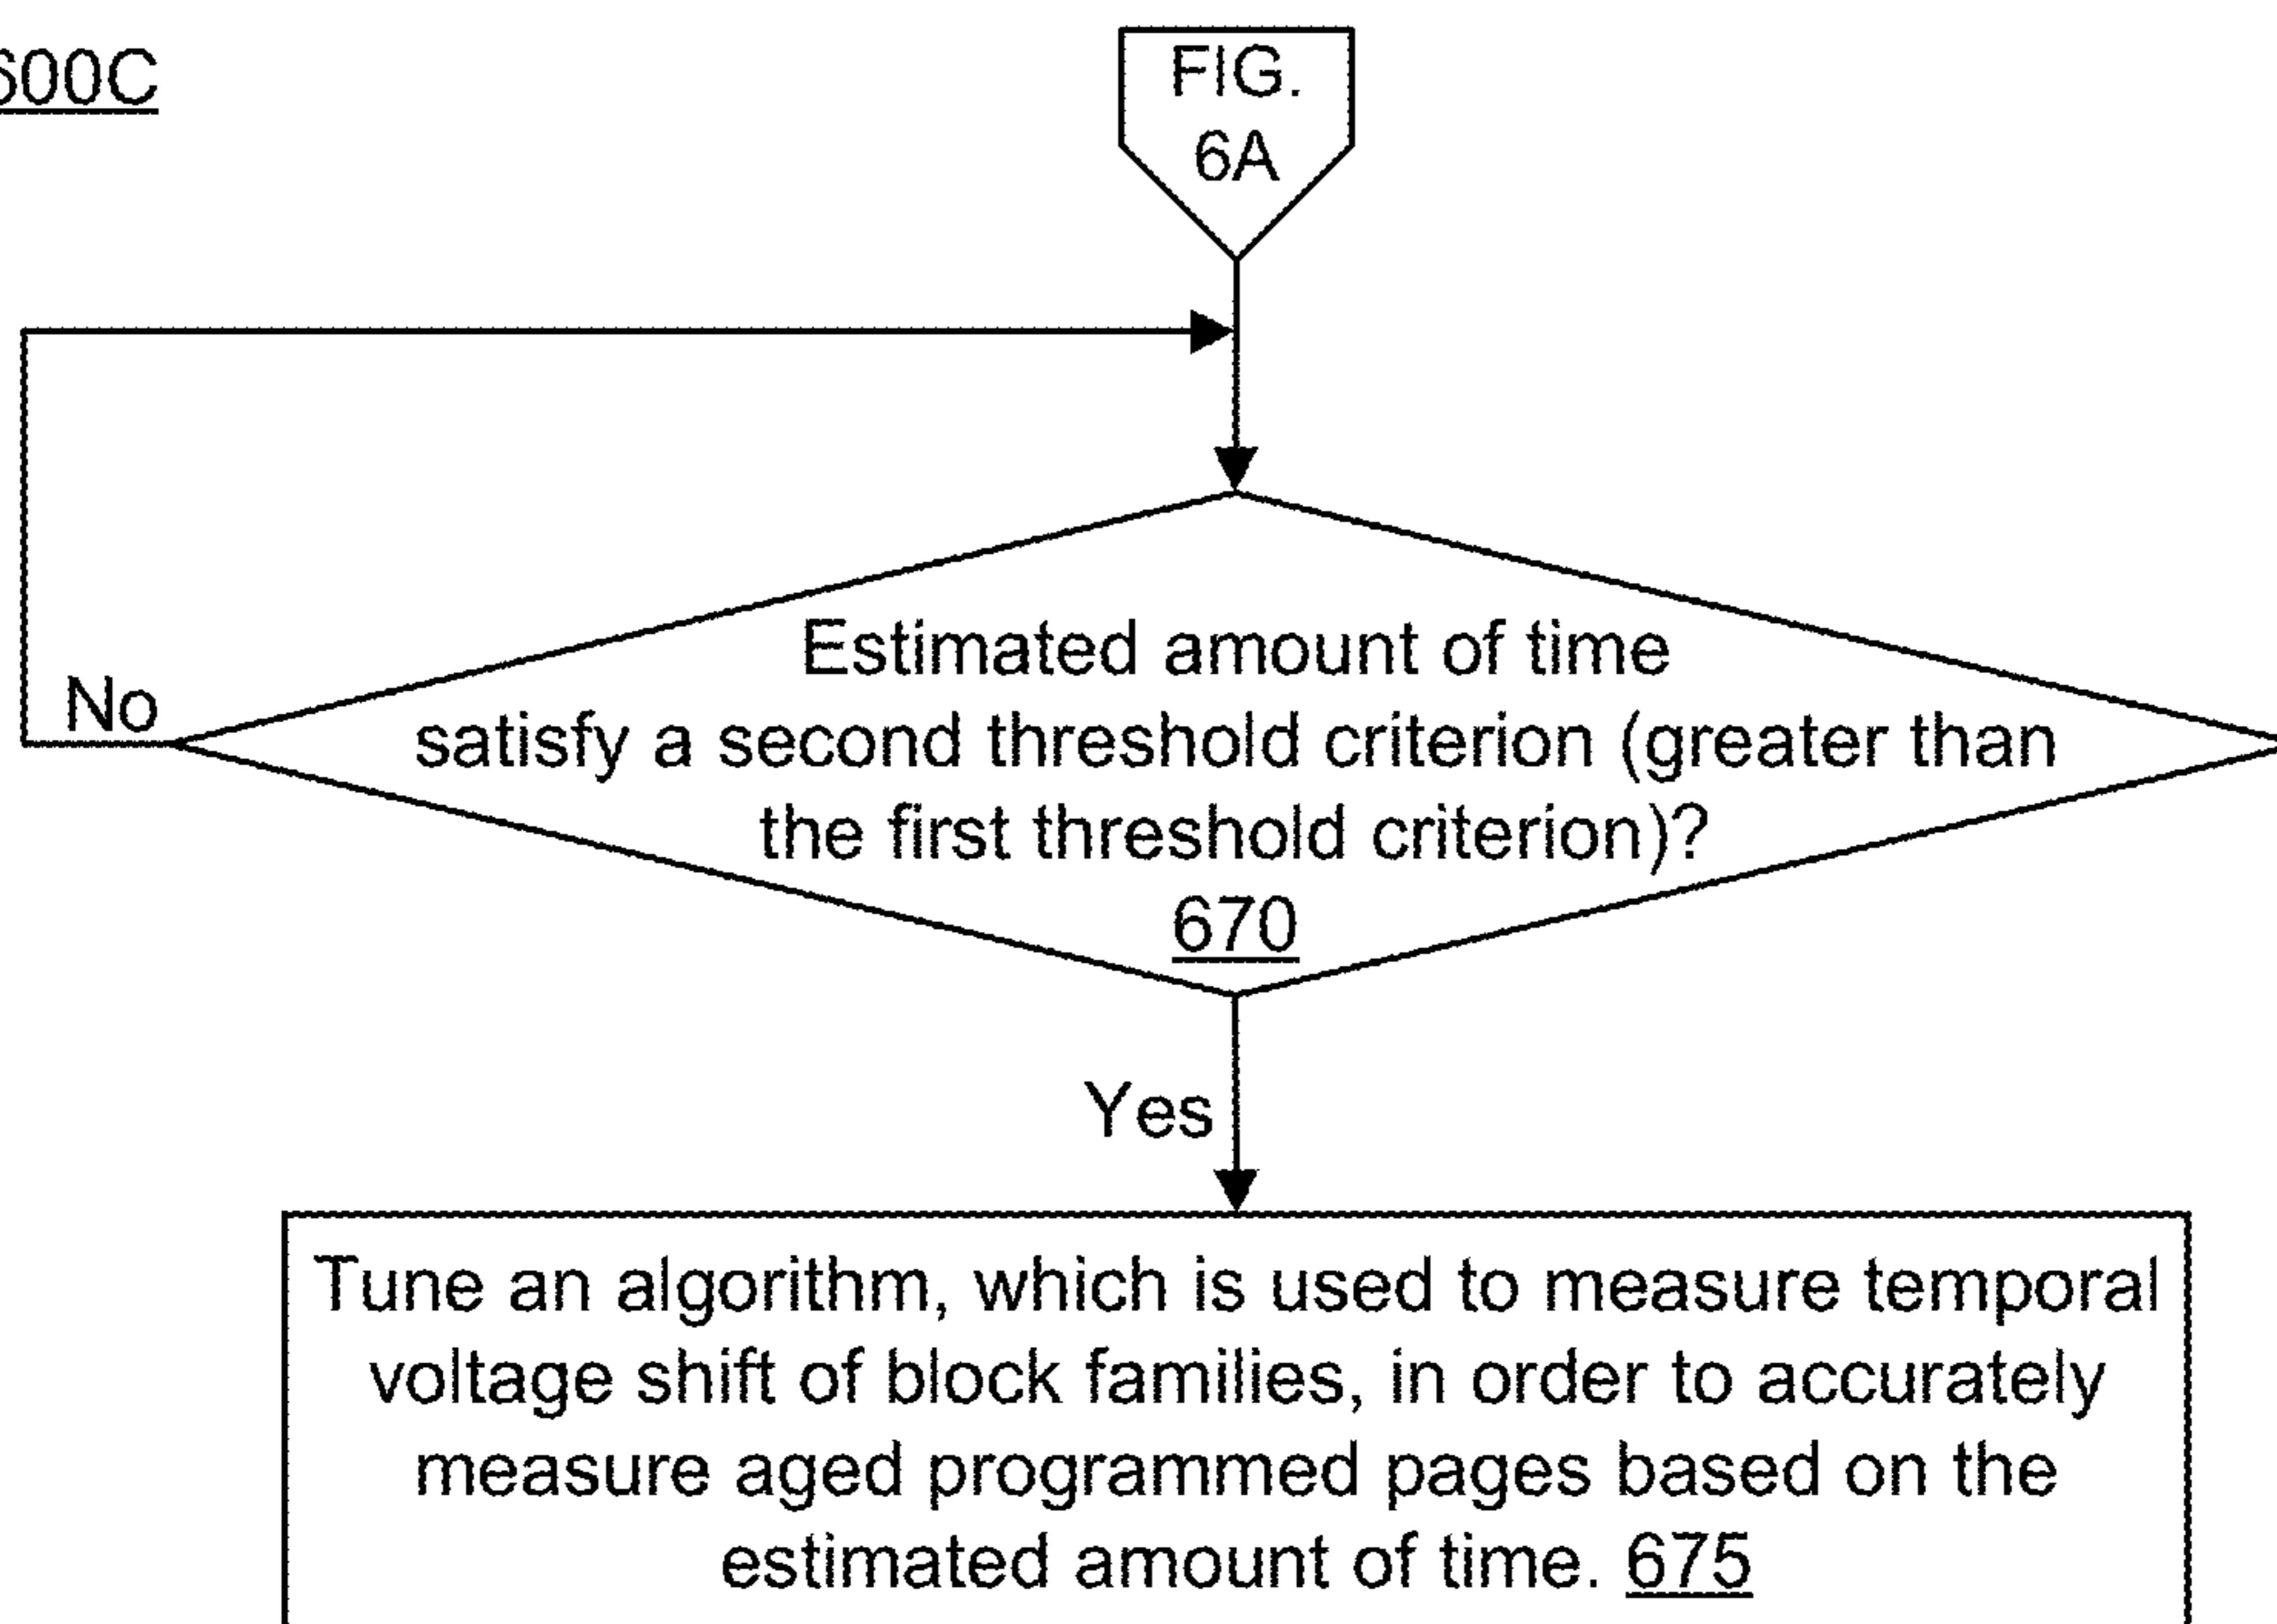 600C
FIG.
6A
Estimated amount of time
No
satisfy a second threshold criterion (greater than
the first threshold criterion)?
670
Yes
Tune an algorithm, which is used to measure temporal
voltage shift of block families, in order to accurately
measure aged programmed pages based on the
estimated amount of time. 675